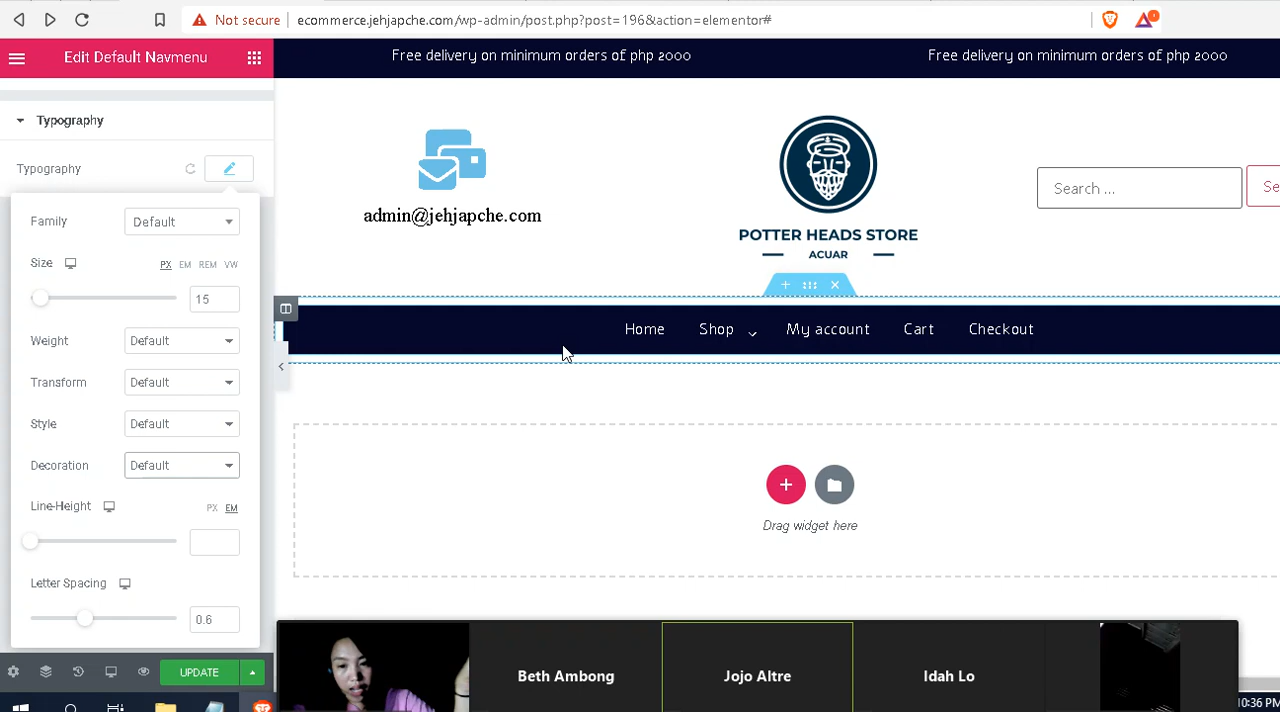 Not secure ecommerce.jehjapche.com/wp-admin/post.php?post=196&action=elementor#
Edit Default Navmenu
Free delivery on minimum orders of php 2000
Free delivery on minimum orders of php 2000
Typography
Typography
Family
Default
Size
PX EM REM VW
15
Weight
Default
Transform
Default
Style
Default
Decoration
Default
Line-Height
PX EM
Letter Spacing
0.6
UPDATE
admin@jehjapche.com
POTTER HEADS STORE
ACUAR
Search ...
Se
Home Shop My account Cart Checkout
Drag widget here
Beth Ambong
Jojo Altre
Idah Lo
10:36 PM